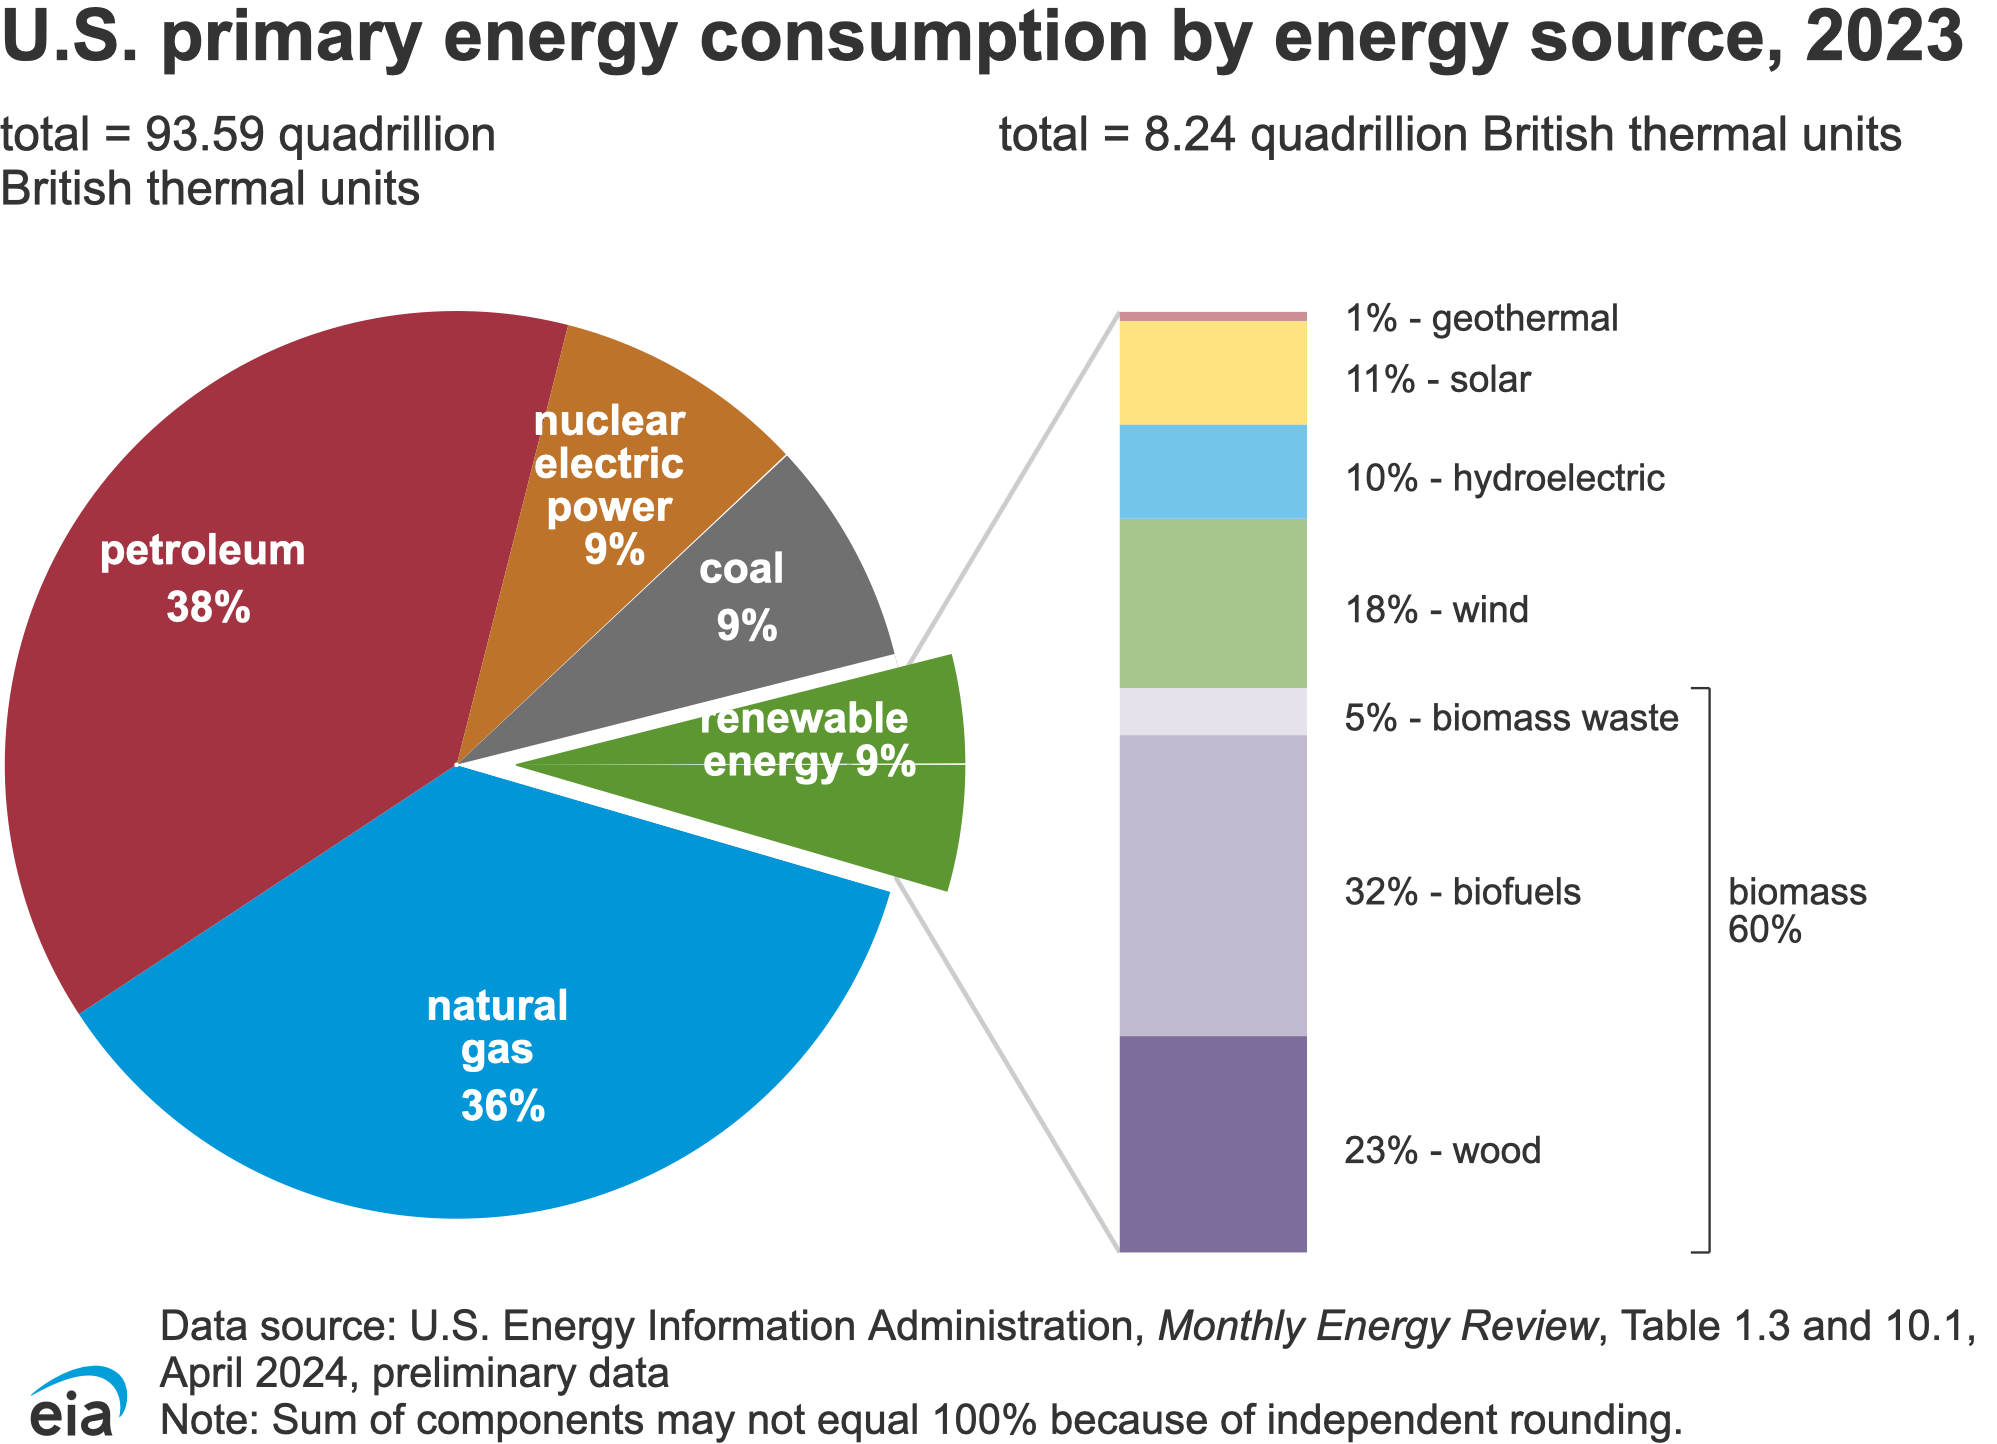 U.S. primary energy consumption by energy source, 2023
total = 93.59 quadrillion
British thermal units
total = 8.24 quadrillion British thermal units
petroleum
38%
nuclear
electric
power
9%
coal
9%
renewable
energy 9%
natural
gas
36%
1% - geothermal
11% - solar
10% - hydroelectric
18% - wind
5% - biomass waste
32% - biofuels
23% - wood
biomass
60%
Data source: U.S. Energy Information Administration, Monthly Energy Review, Table 1.3 and 10.1,
April 2024, preliminary data
Note: Sum of components may not equal 100% because of independent rounding.
eia